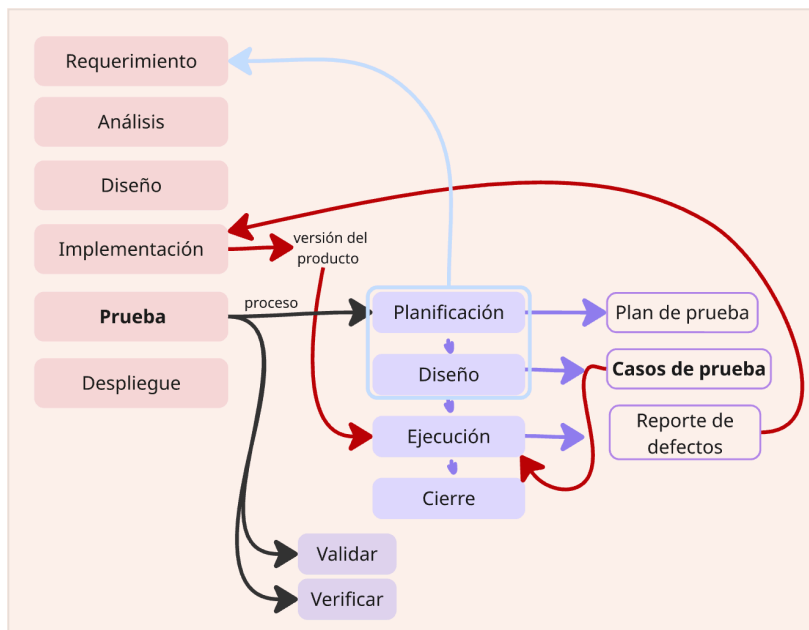 Requerimiento
Análisis
Diseño
Implementación
versión del
producto
Prueba
proceso
Planificación
Plan de prueba
Diseño
Casos de prueba
Despliegue
Ejecución
Reporte de
defectos
Cierre
Validar
Verificar